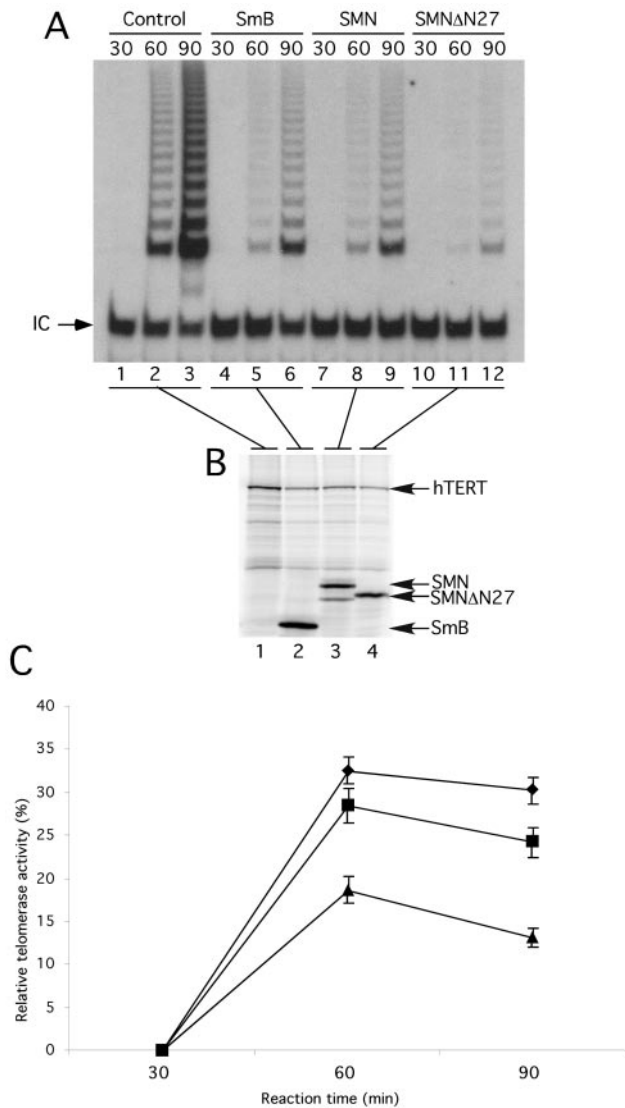 A
Control SmB SMN SMNΔN27
30 60 90 30 60 90 30 60 90 30 60 90
IC
1 2 3 4 5 6 7 8 9 10 11 12
B
hTERT
SMN
SMNΔN27
SmB
1 2 3 4
C
Relative telomerase activity (%)
40
35
30
25
20
15
10
5
0
30 60 90
Reaction time (min)